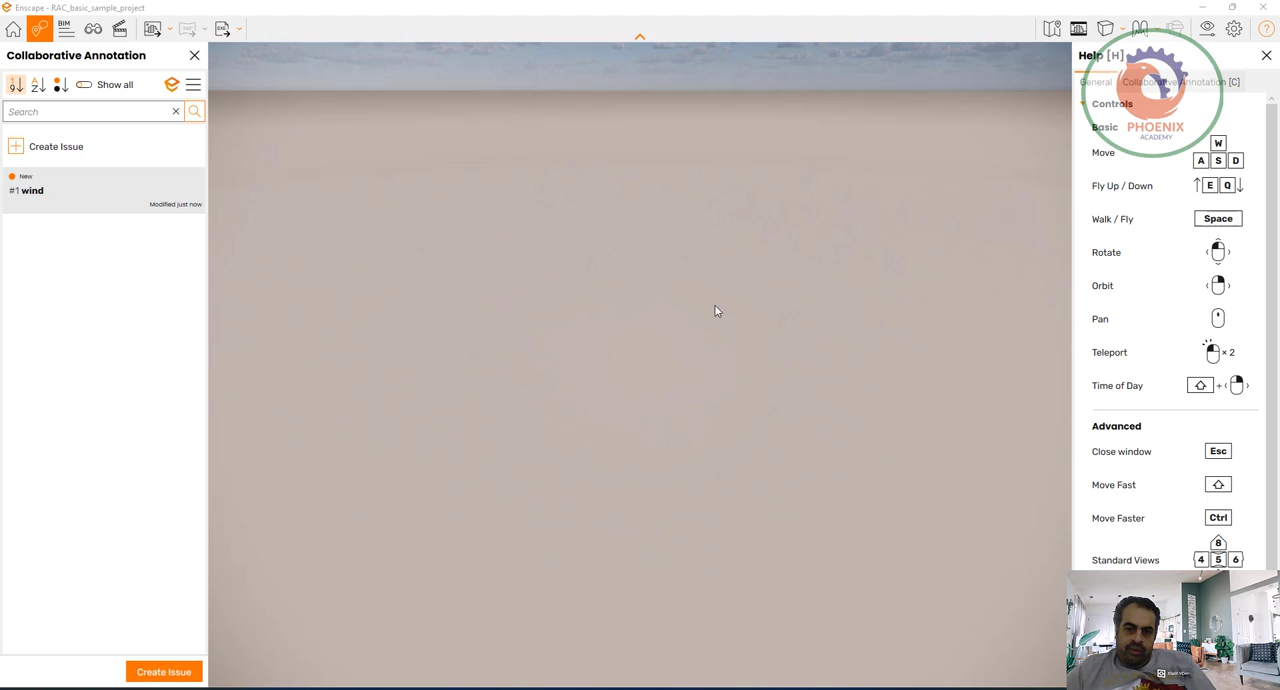 Enscape - RAC_basic_sample_project
BIM
Collaborative Annotation
Show all
Search
Create Issue
New
#1 wind
Modified just now
Create Issue
Help [H]
General
Collaborative Annotation [C]
Controls
Basic
PHOENIX
ACADEMY
Move
W
A S D
Fly Up / Down
E Q
Walk / Fly
Space
Rotate
Orbit
Pan
Teleport
× 2
Time of Day
+
Advanced
Close window
Esc
Move Fast
Move Faster
Ctrl
Standard Views
8
4 5 6